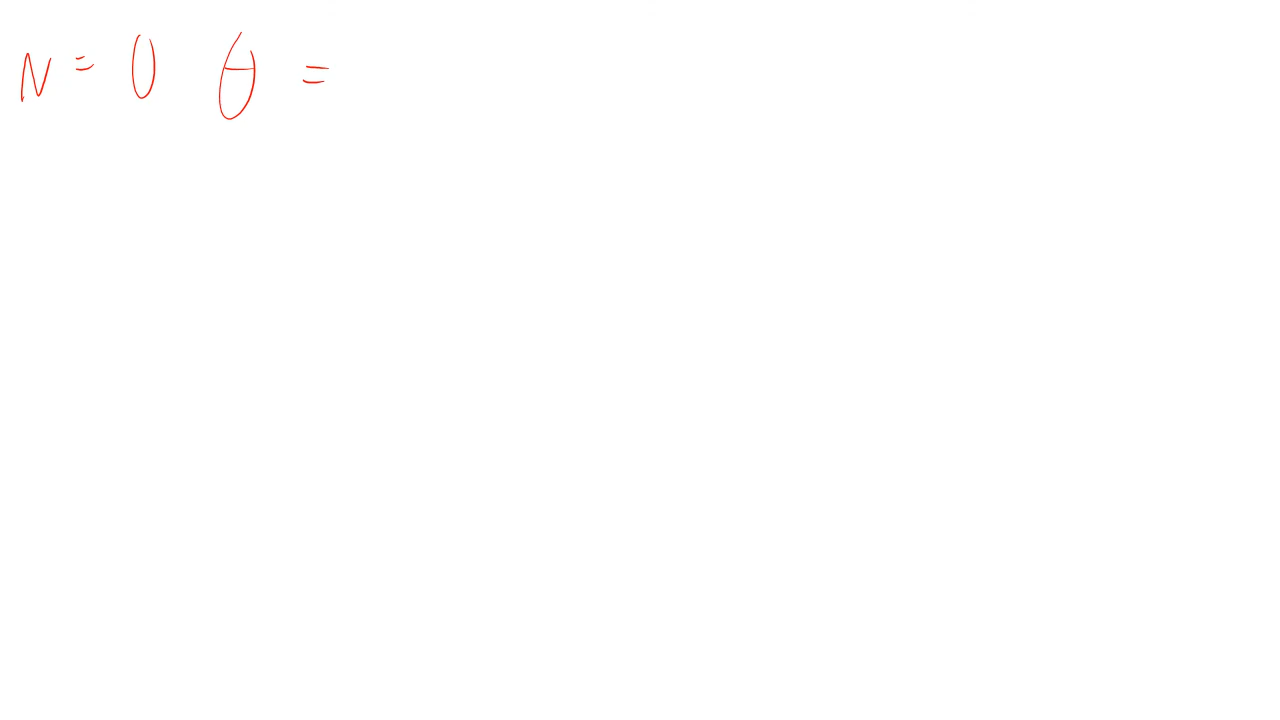 N = 0 θ =